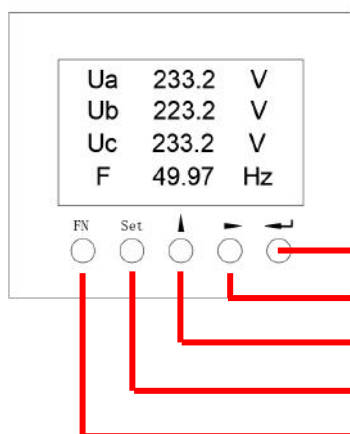 Ua 233.2 V
Ub 223.2 V
Uc 233.2 V
F 49.97 Hz
FN Set